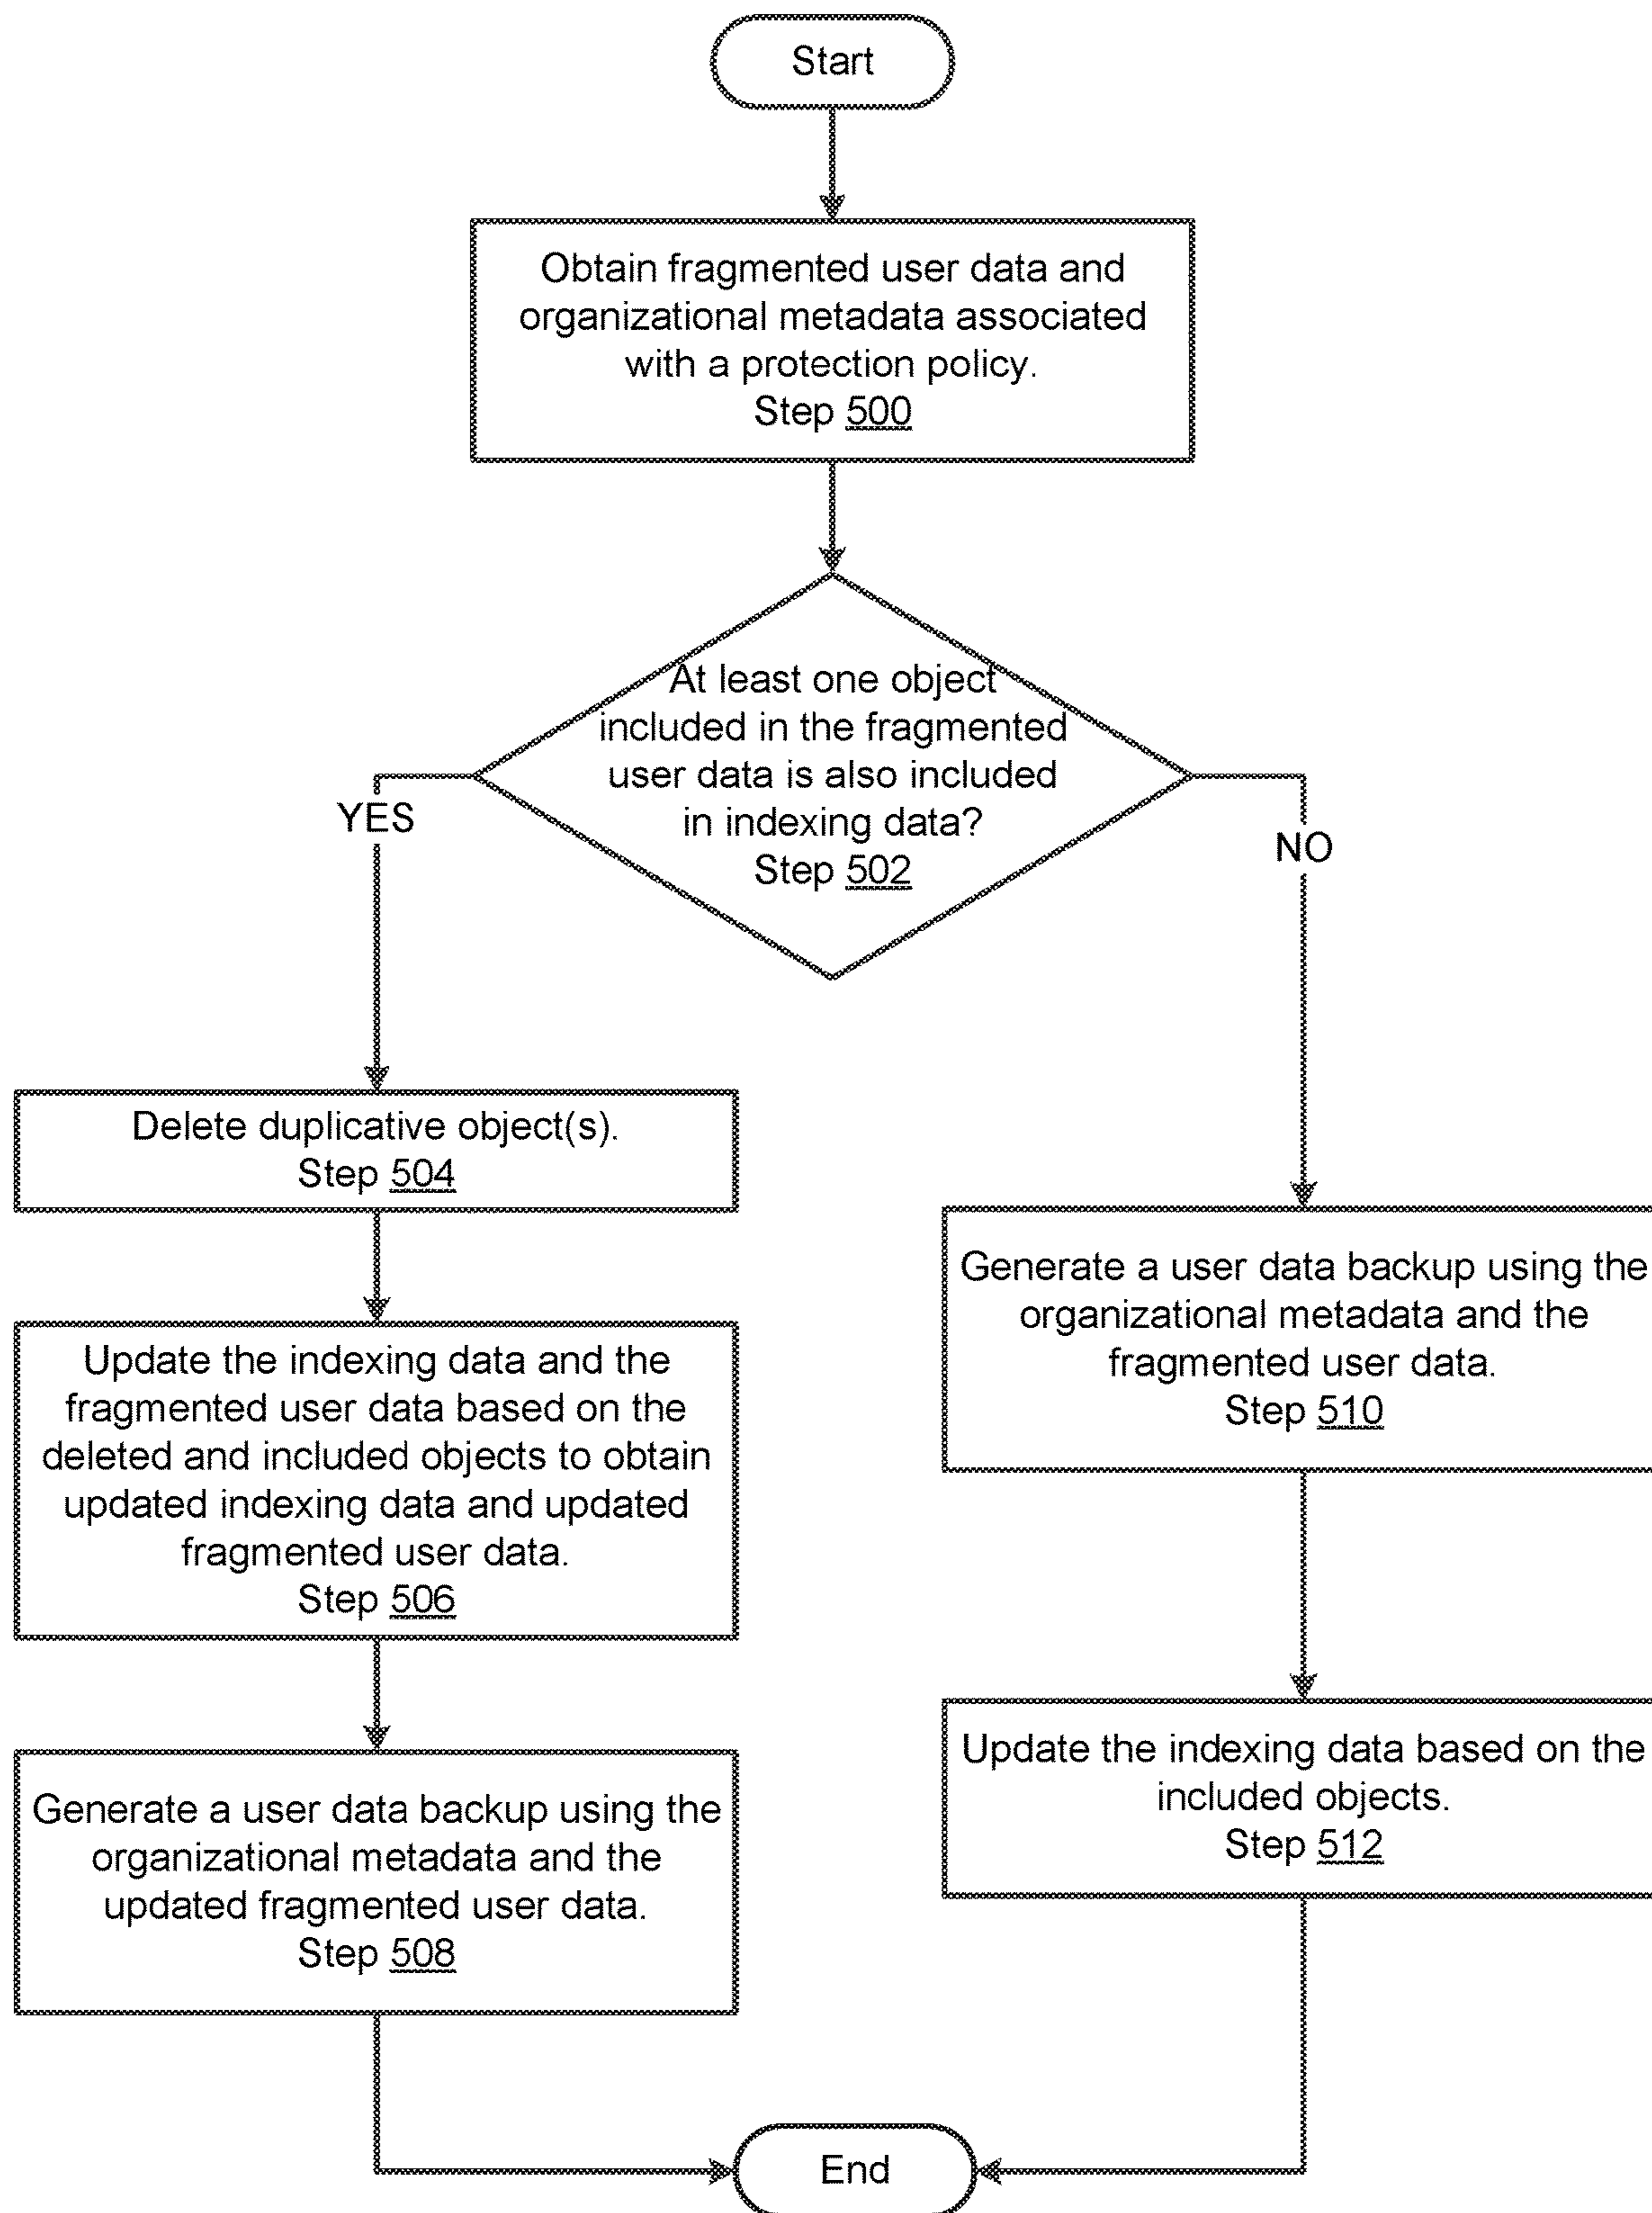 Start
Obtain fragmented user data and
organizational metadata associated
with a protection policy.
Step 500
At least one object
included in the fragmented
user data is also included
in indexing data?
Step 502
YES
NO
Delete duplicative object(s).
Step 504
Update the indexing data and the
fragmented user data based on the
deleted and included objects to obtain
updated indexing data and updated
fragmented user data.
Step 506
Generate a user data backup using the
organizational metadata and the
updated fragmented user data.
Step 508
Generate a user data backup using the
organizational metadata and the
fragmented user data.
Step 510
Update the indexing data based on the
included objects.
Step 512
End